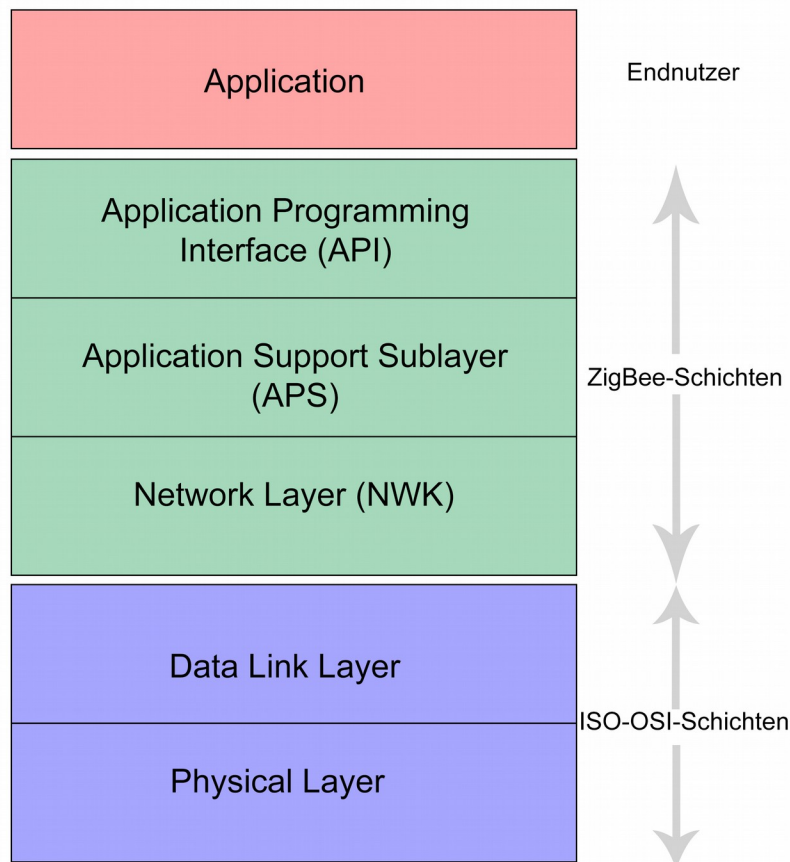 Application
Endnutzer
Application Programming
Interface (API)
Application Support Sublayer
(APS)
ZigBee-Schichten
Network Layer (NWK)
Data Link Layer
ISO-OSI-Schichten
Physical Layer